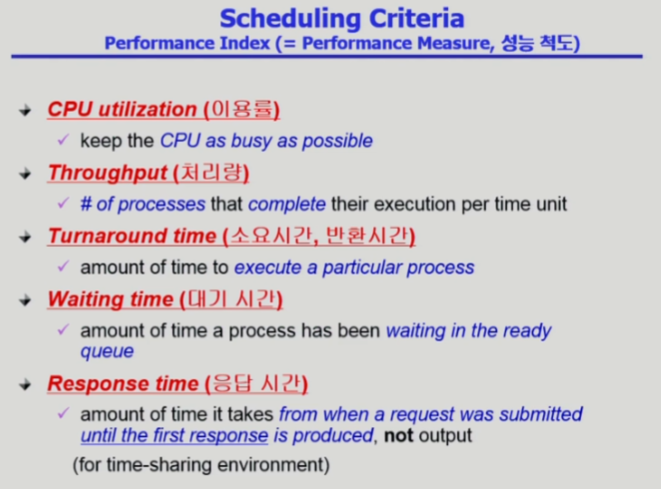 Scheduling Criteria
Performance Index (= Performance Measure, 성능 척도)
CPU utilization (이용률)
keep the CPU as busy as possible
Throughput (처리량)
# of processes that complete their execution per time unit
Turnaround time (소요시간, 반환시간)
amount of time to execute a particular process
Waiting time (대기 시간)
amount of time a process has been waiting in the ready
queue
Response time (응답 시간)
amount of time it takes from when a request was submitted
until the first response is produced, not output
(for time-sharing environment)